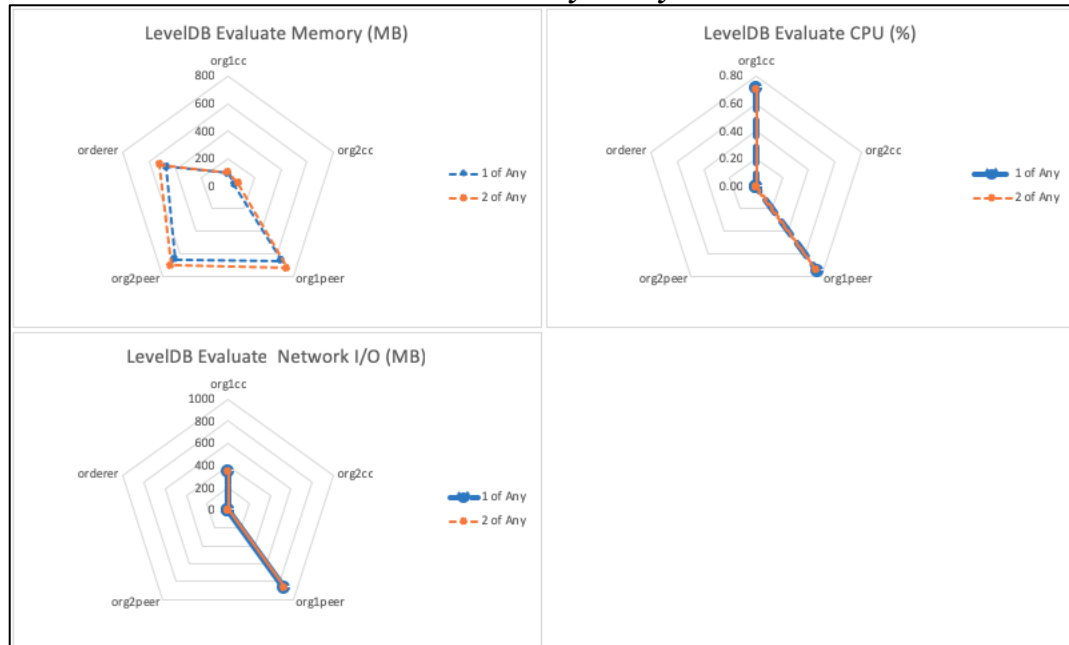 LevelDB Evaluate Memory (MB)
org1cc
800
600
400
200
0
orderer
org2cc
org2peer
org1peer
1 of Any
2 of Any
LevelDB Evaluate CPU (%)
org1cc
0.80
0.60
0.40
0.20
0.00
orderer
org2cc
org2peer
org1peer
1 of Any
2 of Any
LevelDB Evaluate  Network I/O (MB)
org1cc
1000
800
600
400
200
0
orderer
org2cc
org2peer
org1peer
1 of Any
2 of Any